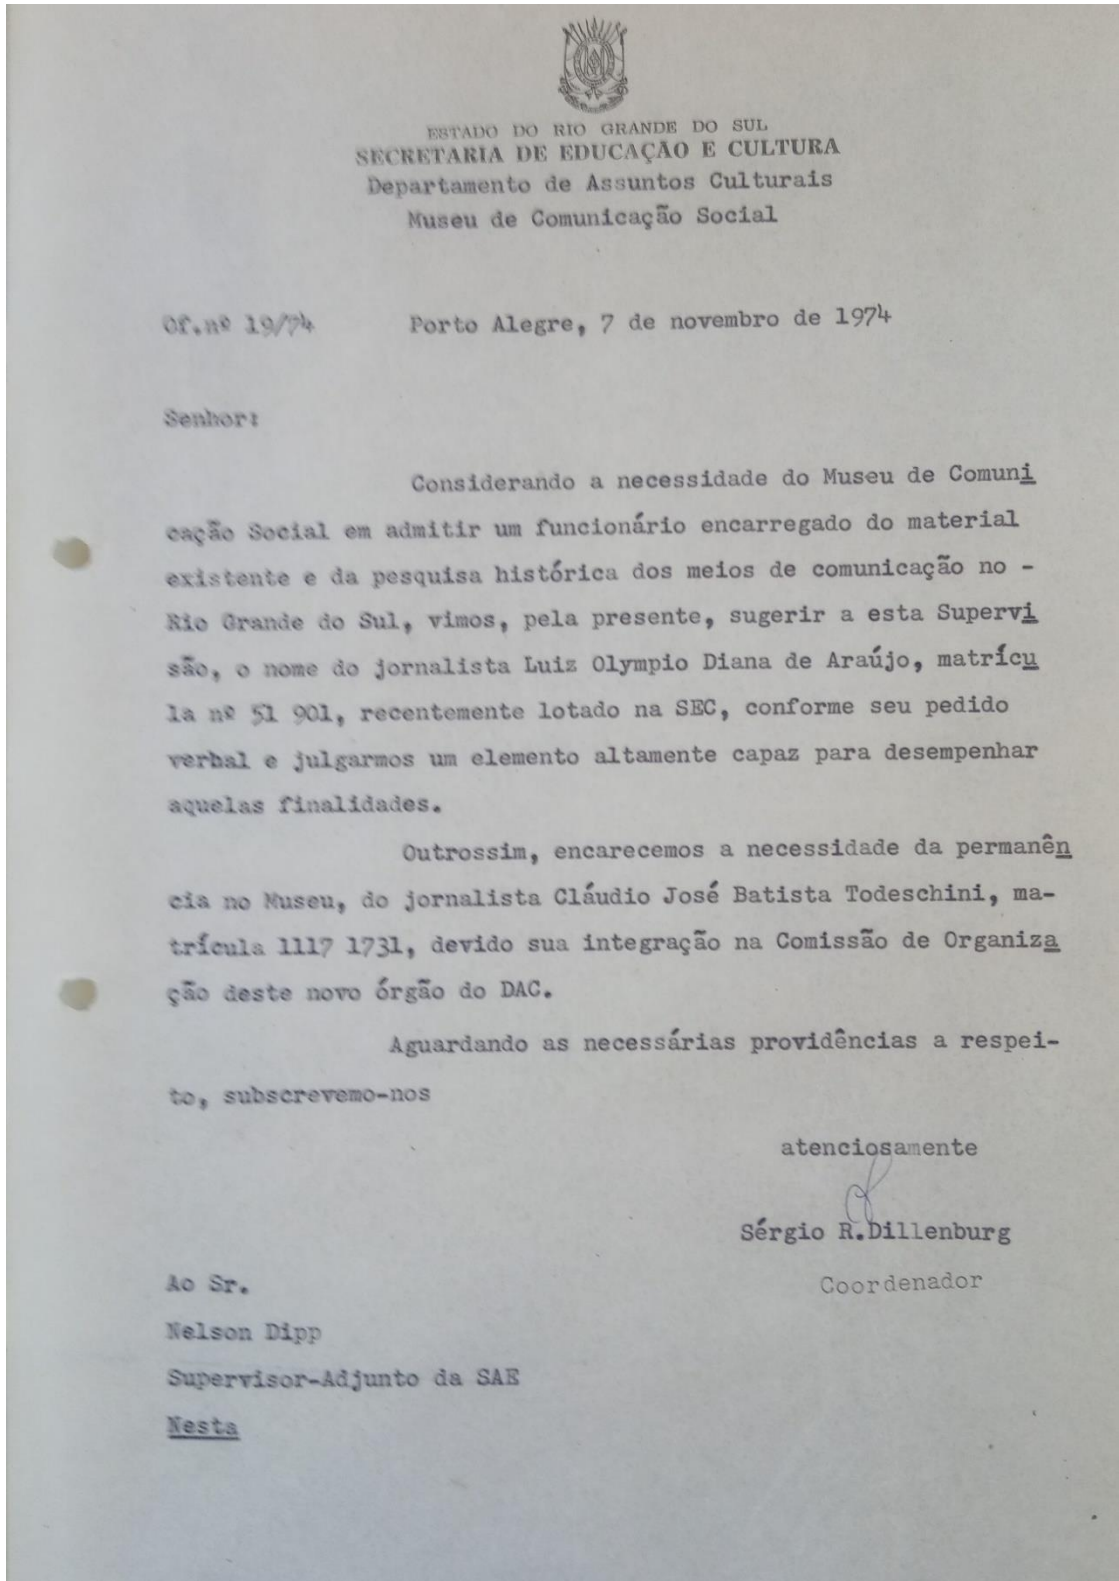 ESTADO DO RIO GRANDE DO SUL
SECRETARIA DE EDUCAÇÃO E CULTURA
Departamento de Assuntos Culturais
Museu de Comunicação Social
Of.nº 19/74 Porto Alegre, 7 de novembro de 1974
Senhor:
Considerando a necessidade do Museu de Comuni
cação Social em admitir um funcionário encarregado do material
existente e da pesquisa histórica dos meios de comunicação no -
Rio Grande do Sul, vimos, pela presente, sugerir a esta Supervi
são, o nome do jornalista Luiz Olympio Diana de Araújo, matrícu
la nº 51 901, recentemente lotado na SEC, conforme seu pedido
verbal e julgarmos um elemento altamente capaz para desempenhar
aquelas finalidades.
Outrossim, encarecemos a necessidade da permanên
cia no Museu, do jornalista Cláudio José Batista Todeschini, ma-
trícula 1117 1731, devido sua integração na Comissão de Organiza
ção deste novo órgão do DAC.
Aguardando as necessárias providências a respei-
to, subscrevemo-nos
atenciosamente
Sérgio R.Dillenburg
Coordenador
Ao Sr.
Nelson Dipp
Supervisor-Adjunto da SAE
Nesta